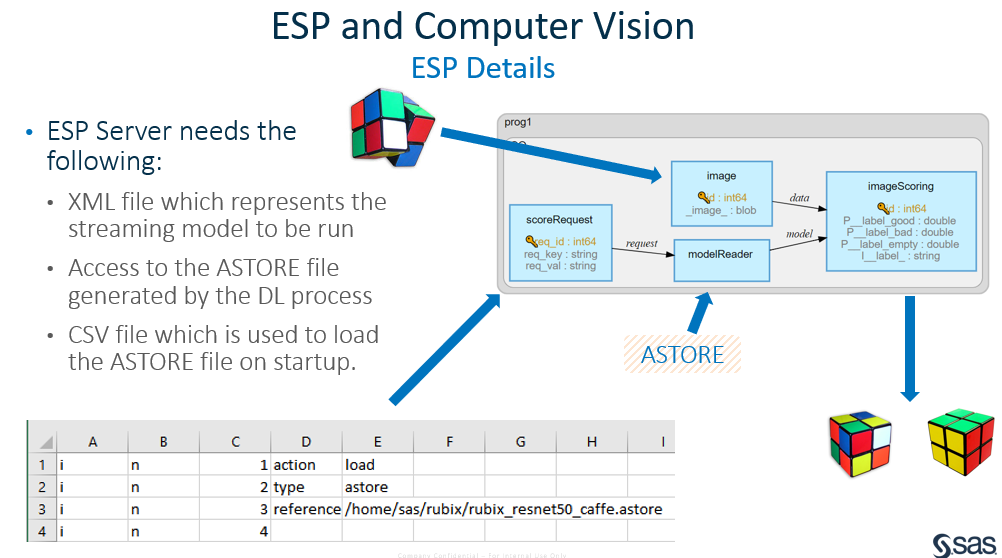 ESP and Computer Vision
ESP Details
• ESP Server needs the
following:
• XML file which represents the
streaming model to be run
• Access to the ASTORE file
generated by the DL process
• CSV file which is used to load
the ASTORE file on startup.
prog1
scoreRequest
req_id : int64
req_key : string
req_val : string
request
image
id : int64
_image_ : blob
modelReader
data
model
imageScoring
id : int64
P__label_good : double
P__label_bad : double
P__label_empty : double
I__label_ : string
ASTORE
A B C D E F G H I
1 i n 1 action load
2 i n 2 type astore
3 i n 3 reference /home/sas/rubix/rubix_resnet50_caffe.astore
4 i n 4
Company Confidential – For Internal Use Only
sas